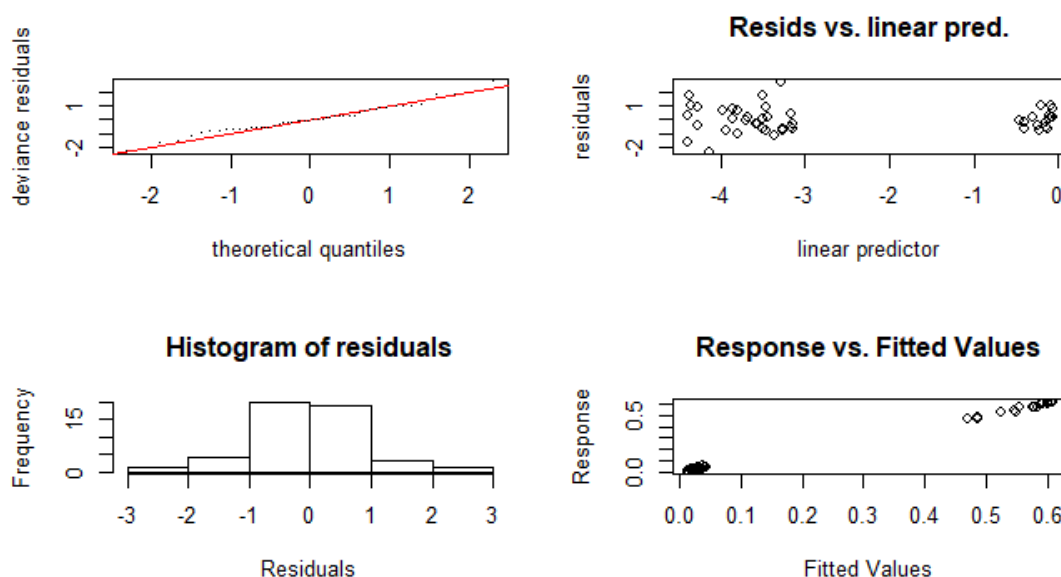 deviance residuals
1
-2
-2
-1
0
1
2
theoretical quantiles
Resids vs. linear pred.
residuals
1
-2
-4
-3
-2
-1
0
linear predictor
Histogram of residuals
Frequency
15
0
-3
-2
-1
0
1
2
3
Residuals
Response vs. Fitted Values
Response
0.5
0.0
0.0
0.1
0.2
0.3
0.4
0.5
0.6
Fitted Values